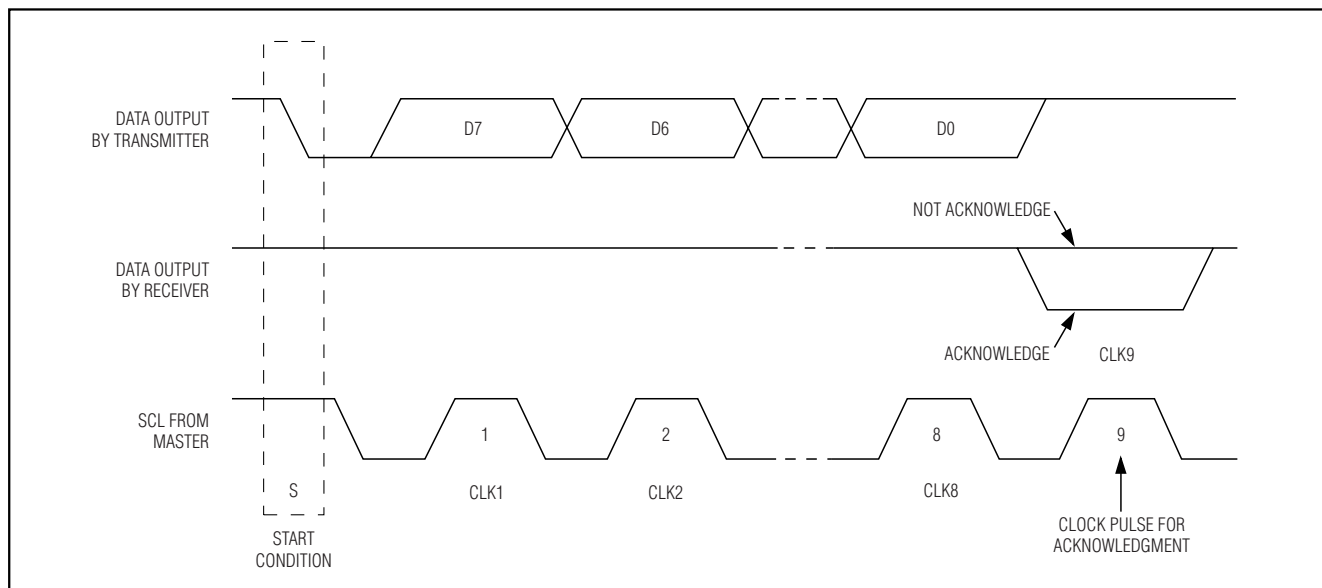 DATA OUTPUT
BY TRANSMITTER
D7
D6
D0
NOT ACKNOWLEDGE
DATA OUTPUT
BY RECEIVER
ACKNOWLEDGE
CLK9
SCL FROM
MASTER
1
2
8
9
S
CLK1
CLK2
CLK8
START
CONDITION
CLOCK PULSE FOR
ACKNOWLEDGMENT